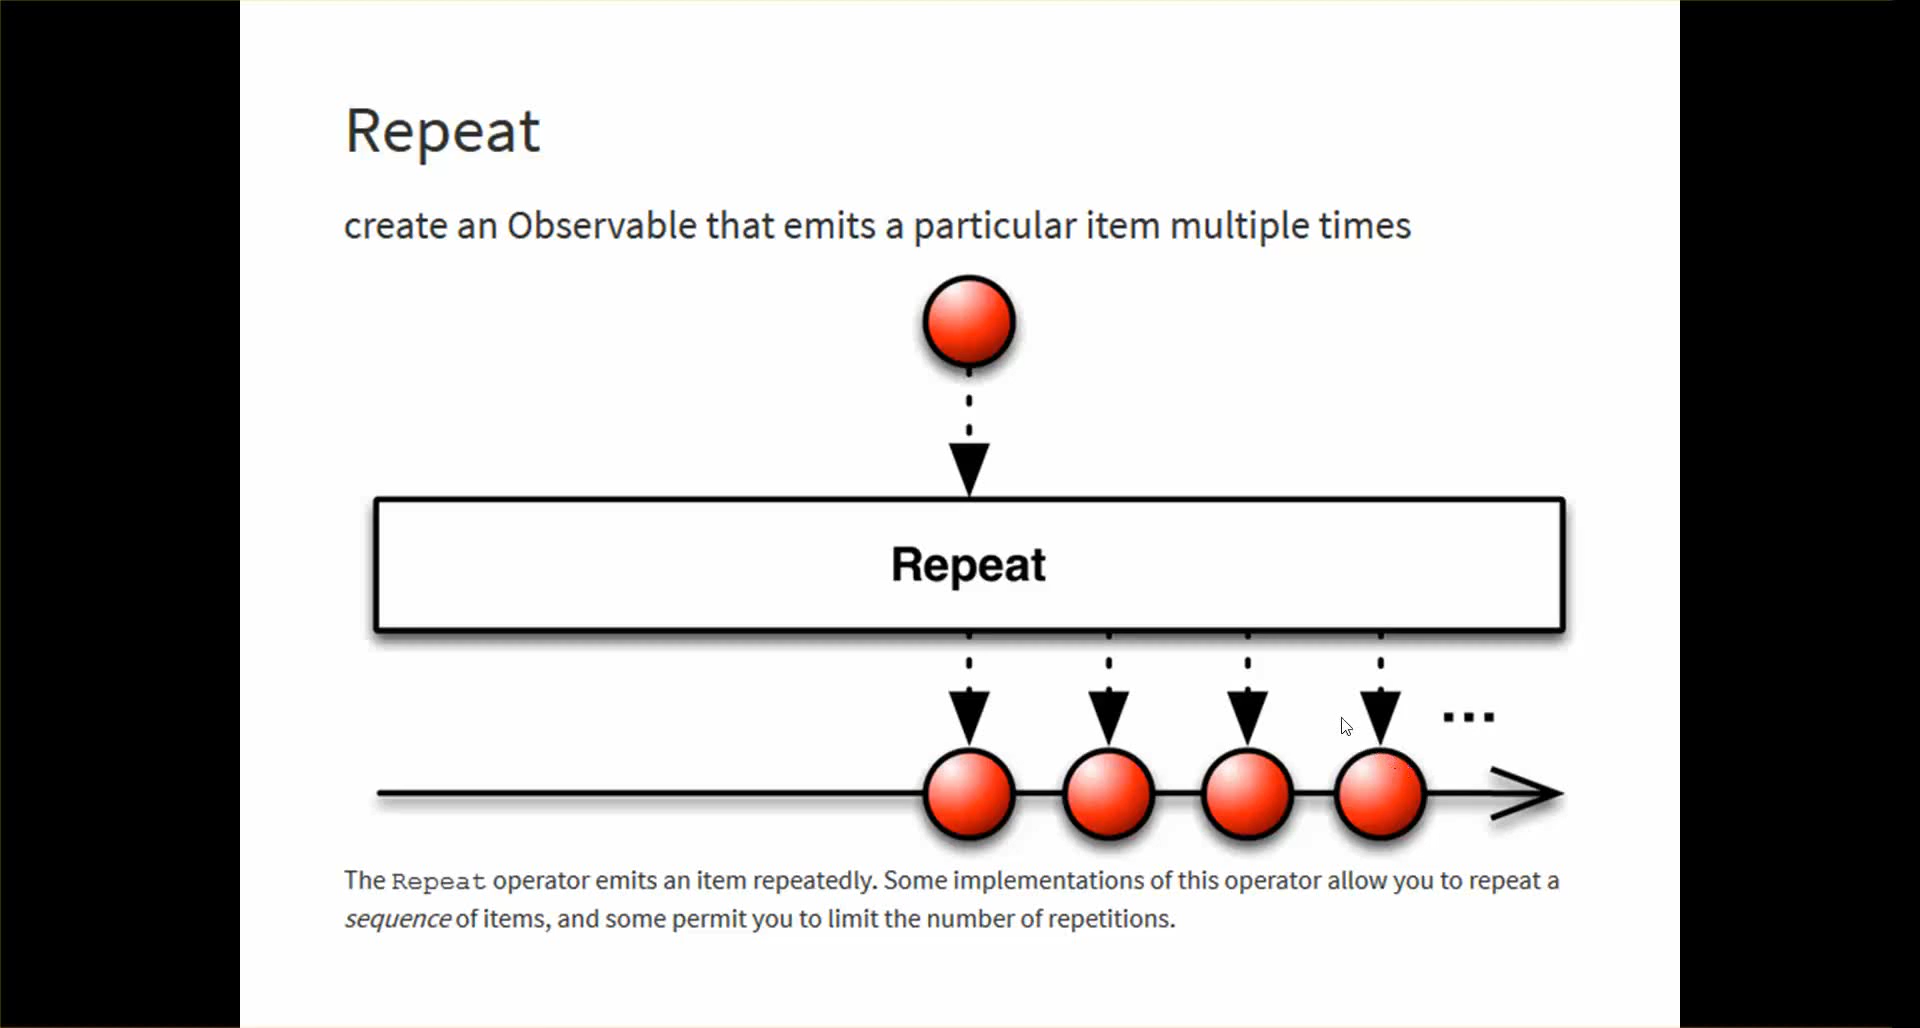 Repeat
create an Observable that emits a particular item multiple times
Repeat
...
The Repeat operator emits an item repeatedly. Some implementations of this operator allow you to repeat a
sequence of items, and some permit you to limit the number of repetitions.